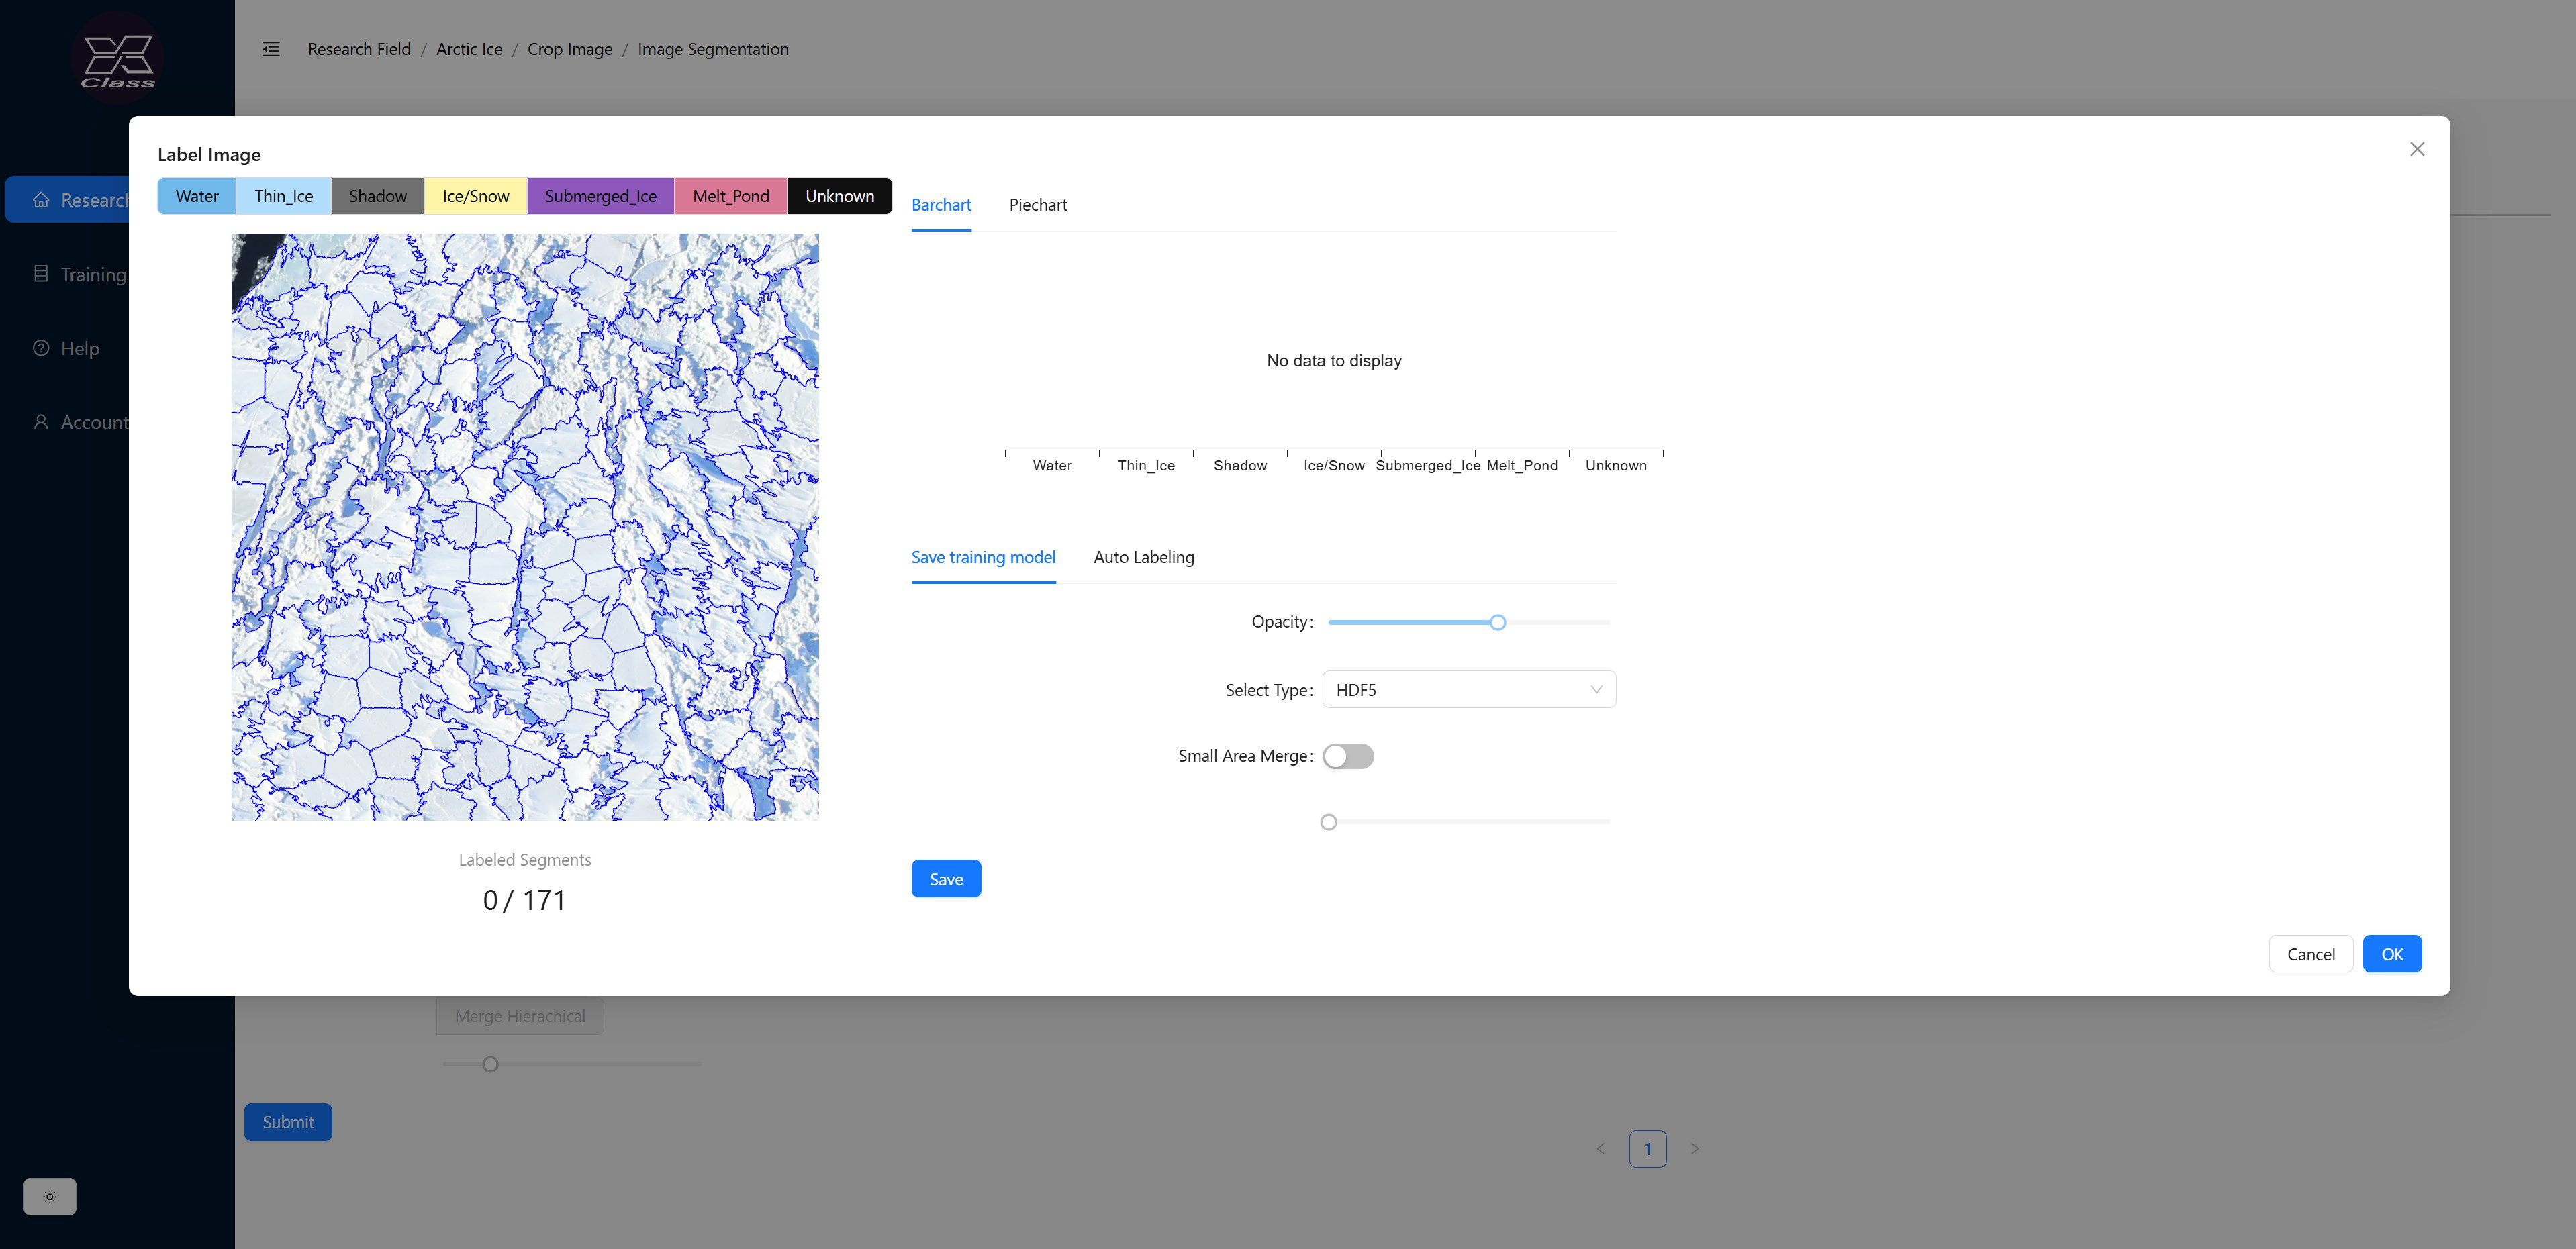 Class
Research Field / Arctic Ice / Crop Image / Image Segmentation
Research
Training
Help
Account
Label Image
Water Thin_Ice Shadow Ice/Snow Submerged_Ice Melt_Pond Unknown
Labeled Segments
0 / 171
Barchart Piechart
No data to display
Water Thin_Ice Shadow Ice/Snow Submerged_Ice Melt_Pond Unknown
Save training model Auto Labeling
Opacity:
Select Type: HDF5
Small Area Merge:
Save
Cancel OK
Merge Hierachical
Submit
< 1 >